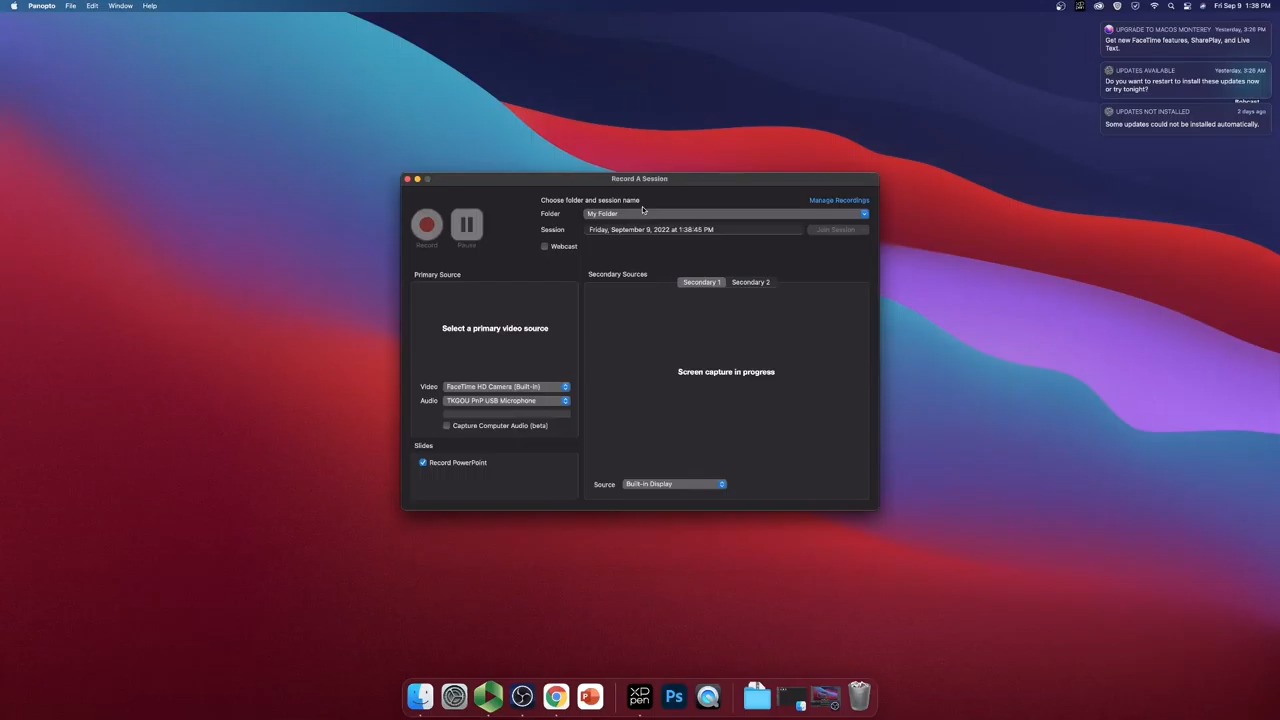 Panopto File Edit Window Help
Fri Sep 9 1:38 PM
UPGRADE TO MACOS MONTEREY Yesterday, 3:26 PM
Get new FaceTime features, SharePlay, and Live
Text.
UPDATES AVAILABLE Yesterday, 3:26 AM
Do you want to restart to install these updates now
or try tonight?
Bobcast
UPDATES NOT INSTALLED 2 days ago
Some updates could not be installed automatically.
Record A Session
Choose folder and session name
Manage Recordings
Folder My Folder
Session Friday, September 9, 2022 at 1:38:45 PM Join Session
Record Pause
Webcast
Primary Source
Secondary Sources
Secondary 1 Secondary 2
Select a primary video source
Screen capture in progress
Video FaceTime HD Camera (Built-in)
Audio TKGOU PnP USB Microphone
Capture Computer Audio (beta)
Slides
Record PowerPoint
Source Built-in Display
XP
pen
Ps